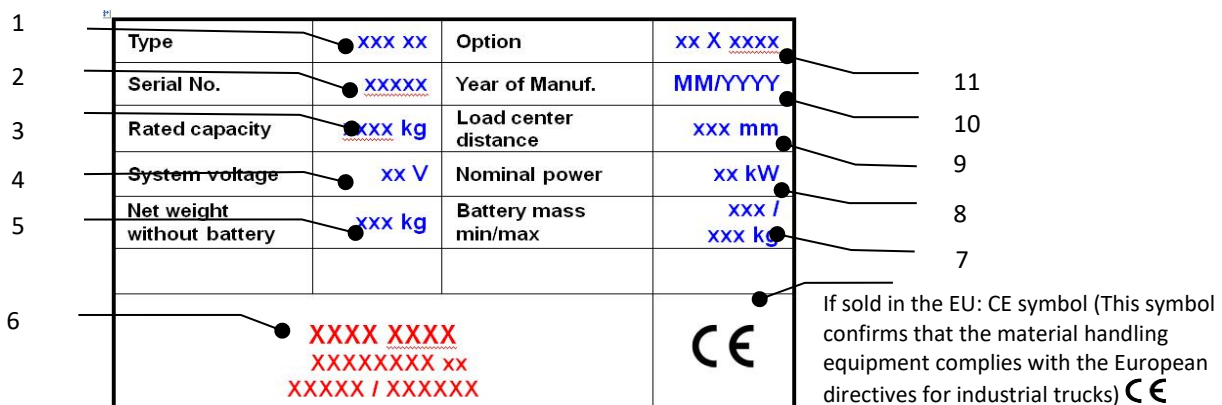 1
Type xxx xx Option xx X xxxx
11
2
Serial No. xxxxx Year of Manuf. MM/YYYY
10
3
Rated capacity xxxx kg Load center
distance xxx mm
9
4
System voltage xx V Nominal power xx kW
8
5
Net weight
without battery xxx kg Battery mass
min/max xxx /
xxx kg
7
6
XXXX XXXX
XXXXXXXX xx
XXXXX / XXXXXX
CE
If sold in the EU: CE symbol (This symbol
confirms that the material handling
equipment complies with the European
directives for industrial trucks) CE